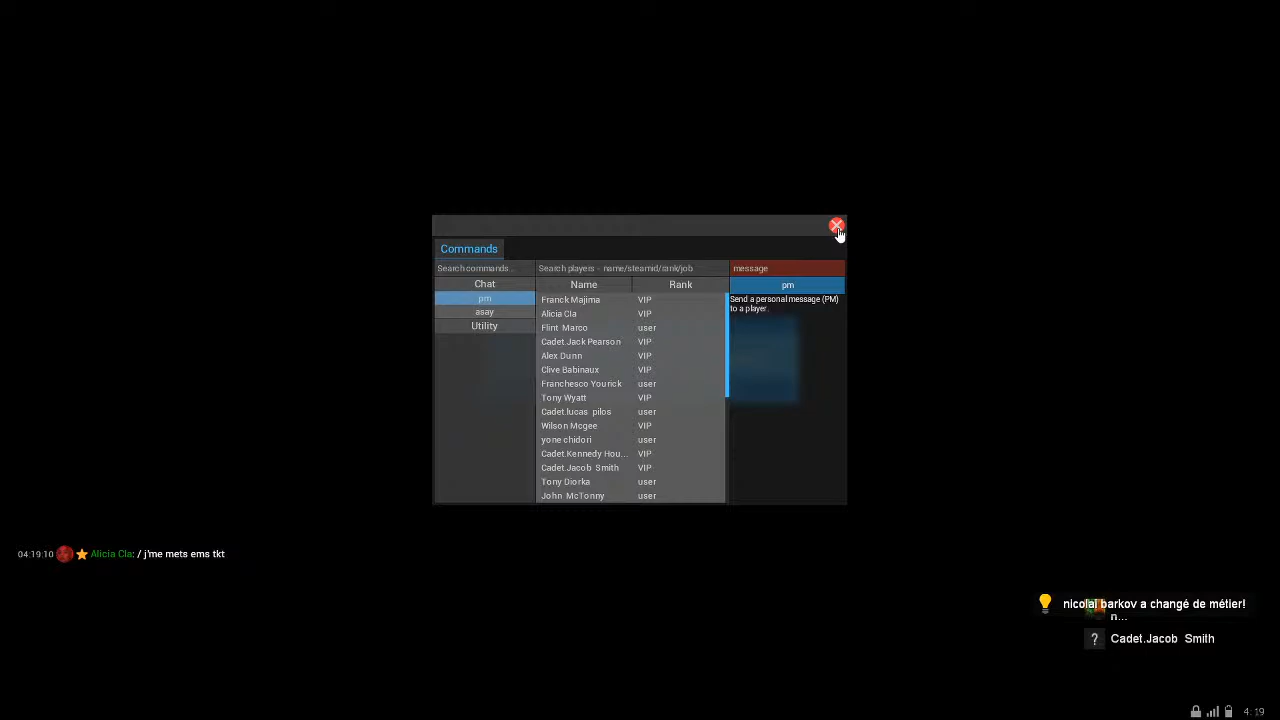 Commands
Search commands...
Search players - name/steamid/rank/job
message
Chat
Name
Rank
pm
pm
Send a personal message (PM)
to a player.
asay
Utility
Franck Majima VIP
Alicia Cla VIP
Flint Marco user
Cadet.Jack Pearson VIP
Alex Dunn VIP
Clive Babinaux VIP
Franchesco Yourick user
Tony Wyatt VIP
Cadet.lucas pilos user
Wilson Mcgee VIP
yone chidori user
Cadet.Kennedy Hou... VIP
Cadet.Jacob Smith VIP
Tony Diorka user
John McTonny user
04:19:10 Alicia Cla: / j'me mets ems tkt
nicolaï barkov a changé de métier!
n...
? Cadet.Jacob Smith
4:19